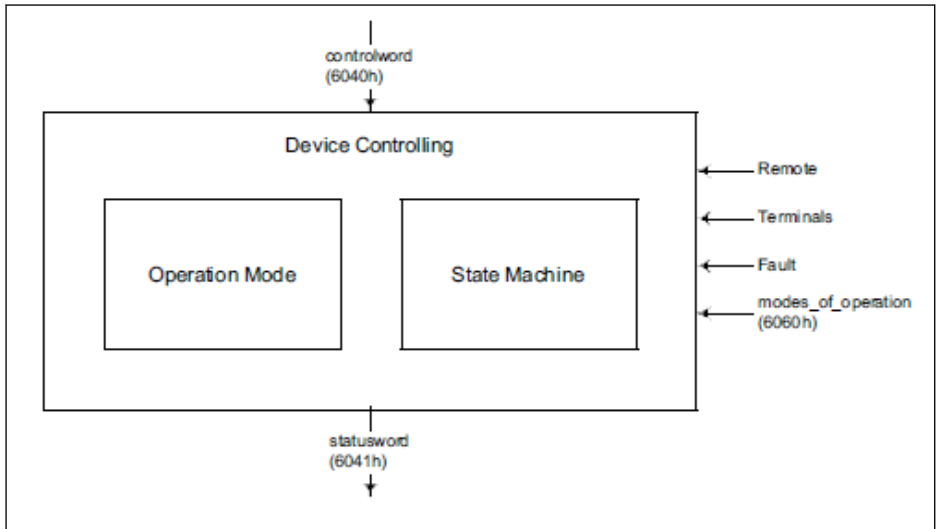 controlword
(6040h)
Device Controlling
Remote
Terminals
Operation Mode
State Machine
Fault
modes_of_operation
(6060h)
statusword
(6041h)